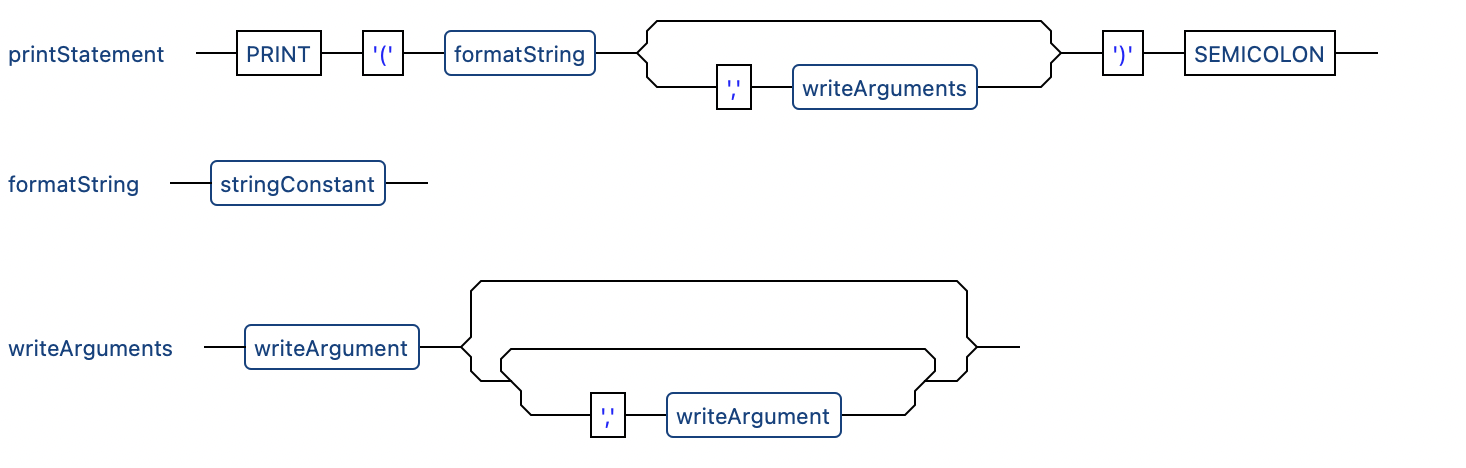 printStatement PRINT '(' formatString ',' writeArguments ')' SEMICOLON
formatString stringConstant
writeArguments writeArgument ',' writeArgument